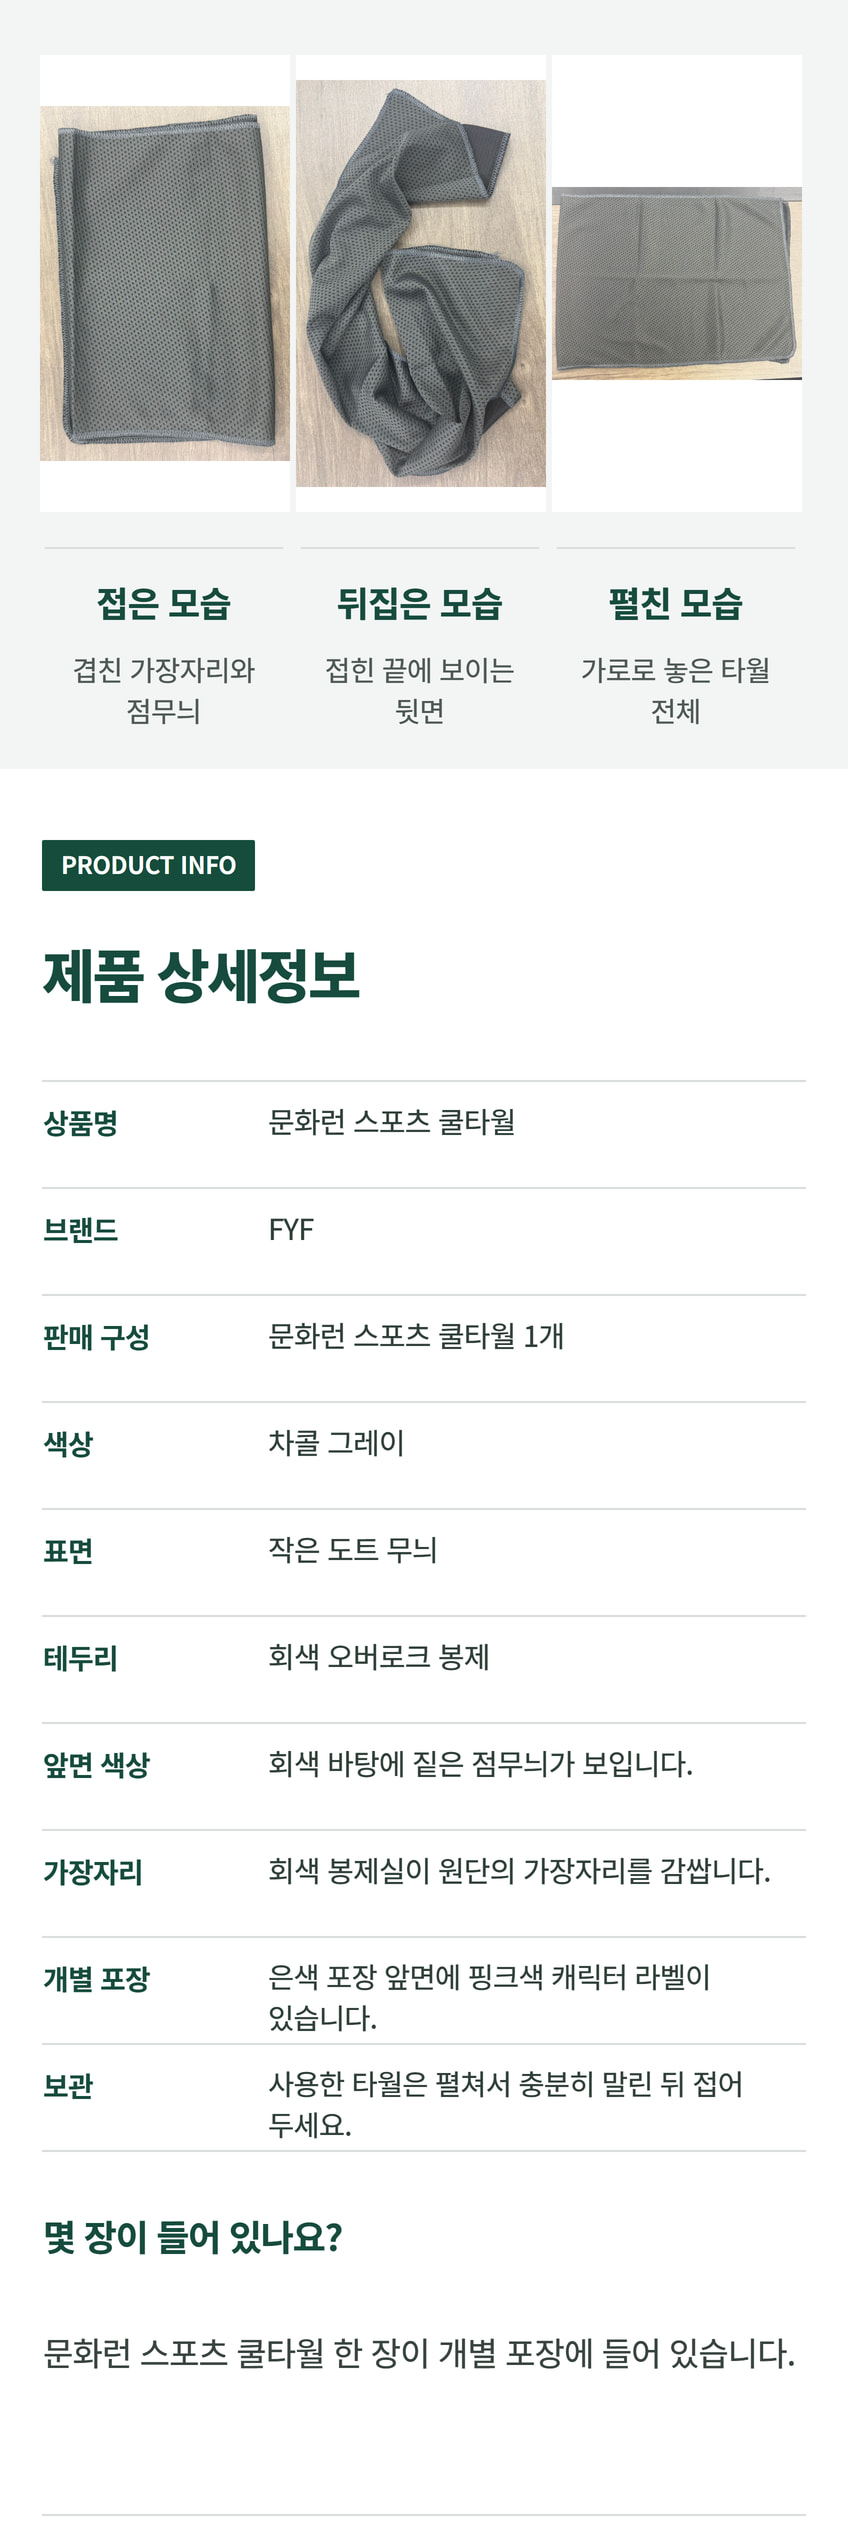 접은 모습
겹친 가장자리와
점무늬
뒤집은 모습
접힌 끝에 보이는
뒷면
펼친 모습
가로로 놓은 타월
전체
PRODUCT INFO
제품 상세정보
상품명
문화런 스포츠 쿨타월
브랜드
FYF
판매 구성
문화런 스포츠 쿨타월 1개
색상
차콜 그레이
표면
작은 도트 무늬
테두리
회색 오버로크 봉제
앞면 색상
회색 바탕에 짙은 점무늬가 보입니다.
가장자리
회색 봉제실이 원단의 가장자리를 감쌉니다.
개별 포장
은색 포장 앞면에 핑크색 캐릭터 라벨이
있습니다.
보관
사용한 타월은 펼쳐서 충분히 말린 뒤 접어
두세요.
몇 장이 들어 있나요?
문화런 스포츠 쿨타월 한 장이 개별 포장에 들어 있습니다.